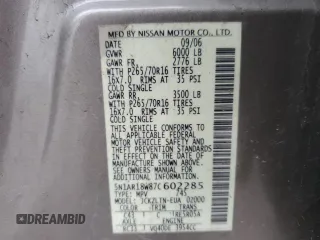 MFD BY NISSAN MOTOR CO., LTD.
DATE 09/06
GVWR 6000 LB
GAWR FR. 2776 LB
WITH P265/70R16 TIRES
16x7.0 RIMS AT 35 PSI
COLD SINGLE
GAWR RR. 3500 LB
WITH P265/70R16 TIRES
16X7.0 RIMS AT 35 PSI
COLD SINGLE
THIS VEHICLE CONFORMS TO ALL
APPLICABLE FEDERAL MOTOR
VEHICLE SAFETY STANDARDS IN
EFFECT ON THE DATE OF
MANUFACTURE SHOWN ABOVE.
5N1AR18W87C602285
TYPE: MPV 745
SEE OWNERS MANUAL FOR
ADDITIONAL INFORMATION
MODEL
COLOR TRIM TRANS
AXLE ENGINE
VQ40DE 3954CC